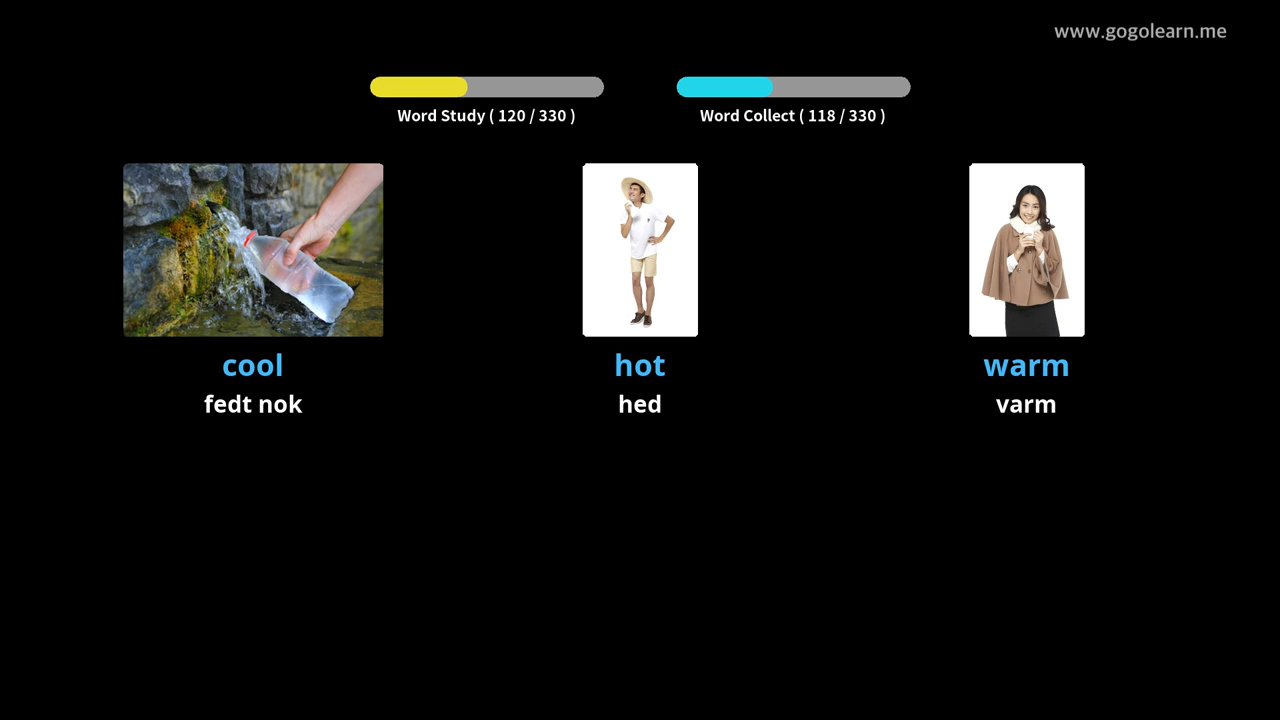 www.gogolearn.me
Word Study ( 120 / 330 )
Word Collect ( 118 / 330 )
cool
hot
warm
fedt nok
hed
varm